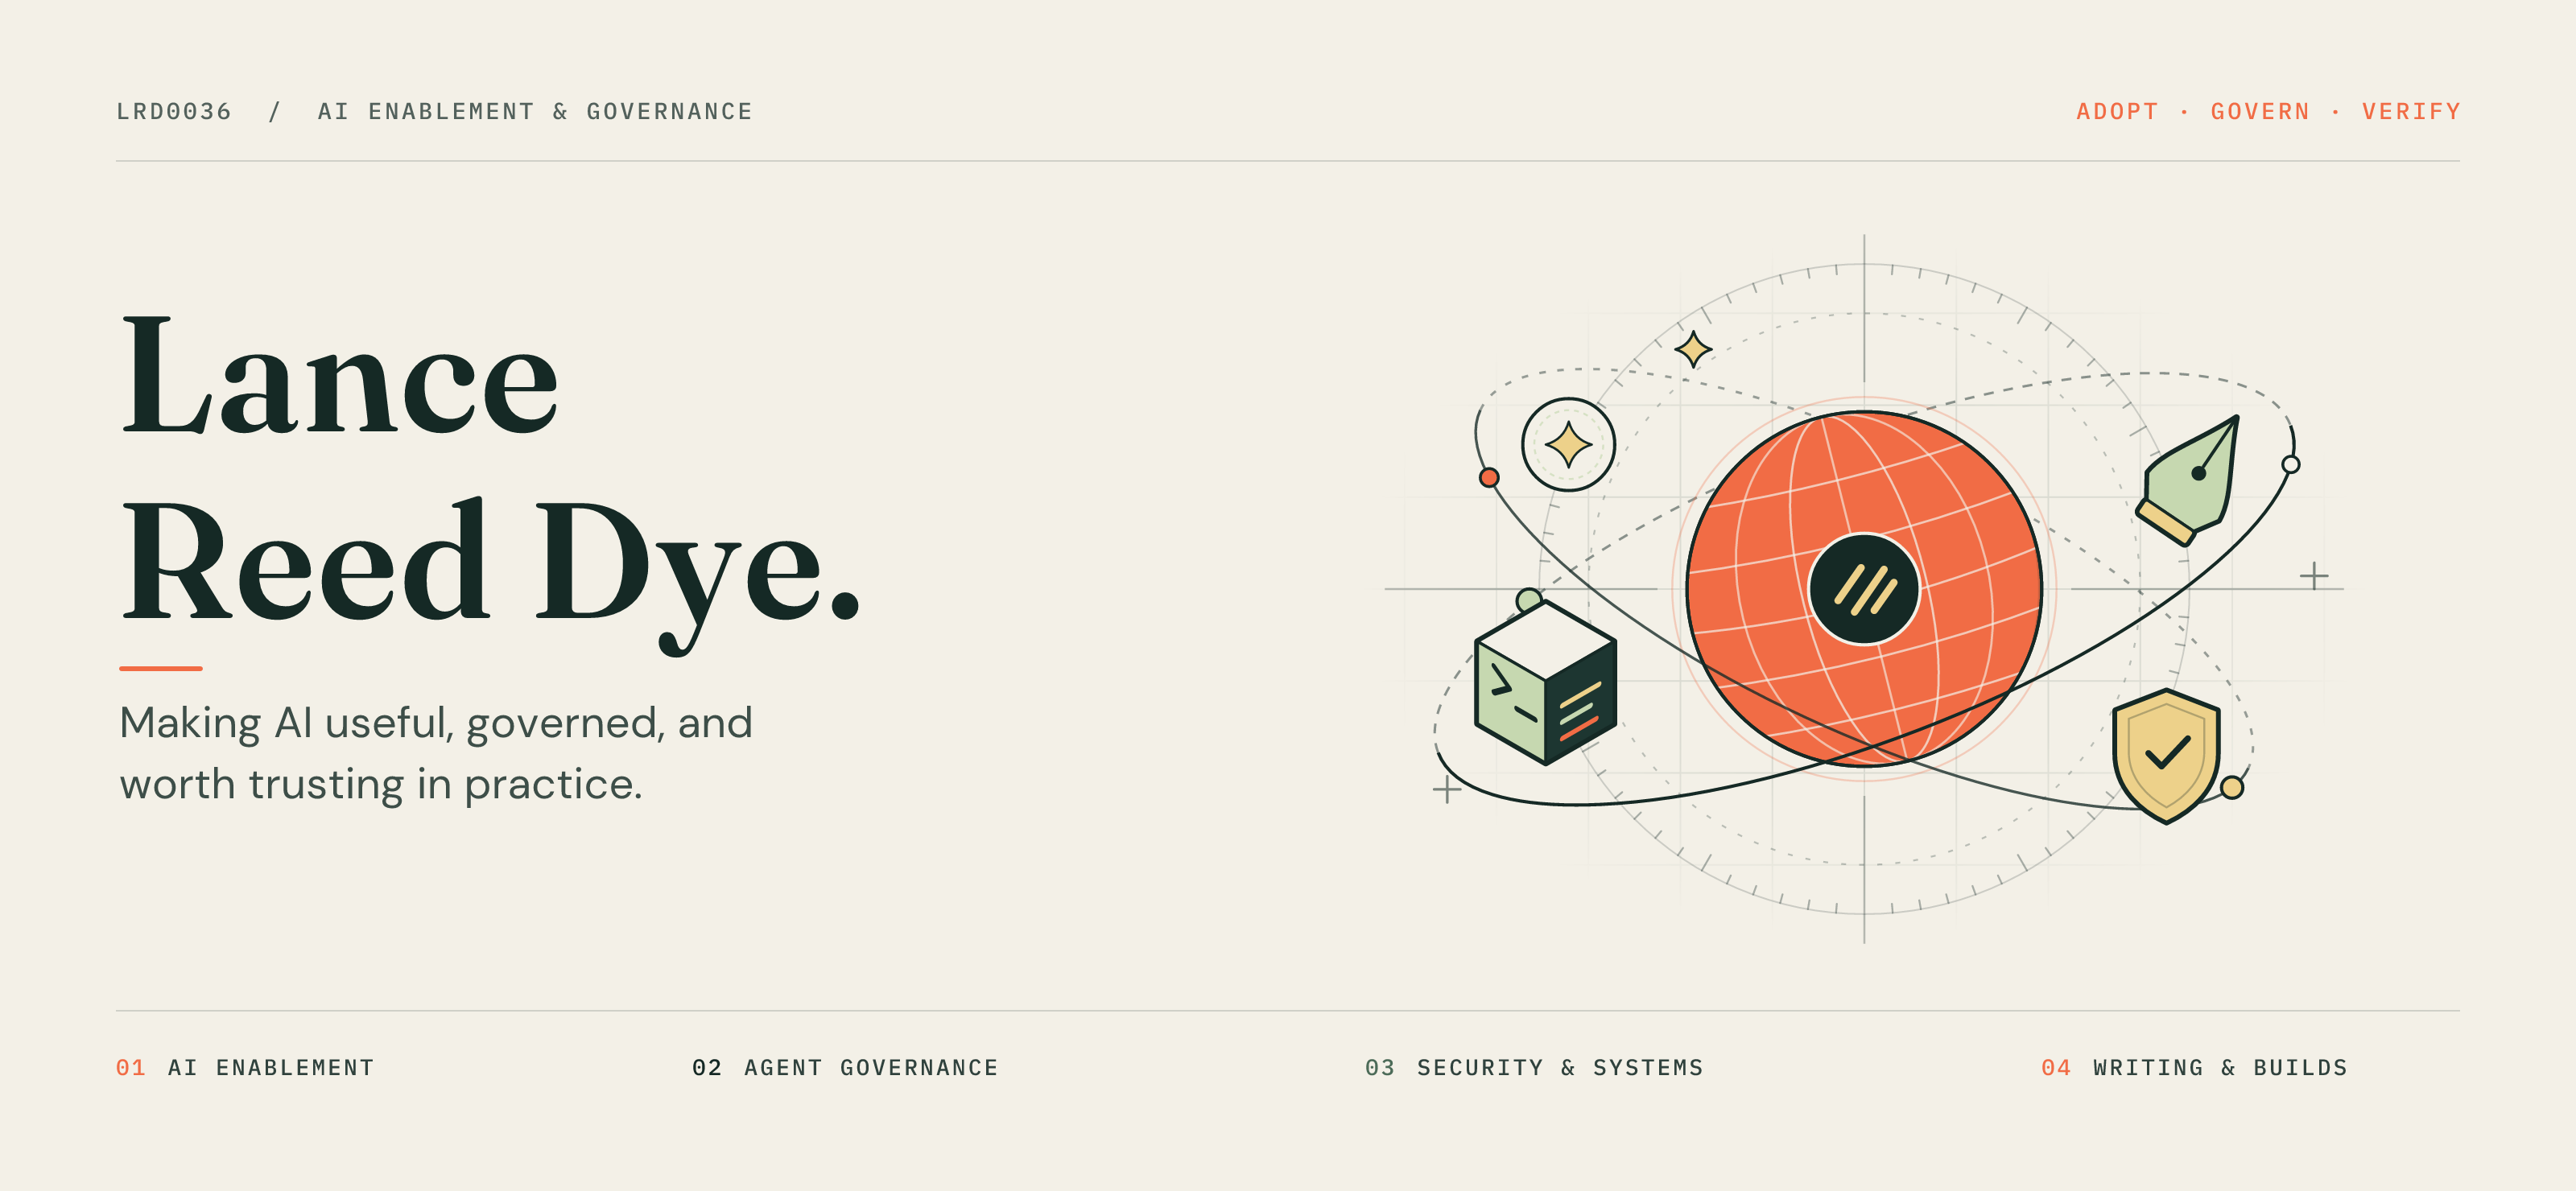 LRD0036 / AI ENABLEMENT & GOVERNANCE
ADOPT · GOVERN · VERIFY
Lance
Reed Dye.
Making AI useful, governed, and
worth trusting in practice.
01 AI ENABLEMENT
02 AGENT GOVERNANCE
03 SECURITY & SYSTEMS
04 WRITING & BUILDS